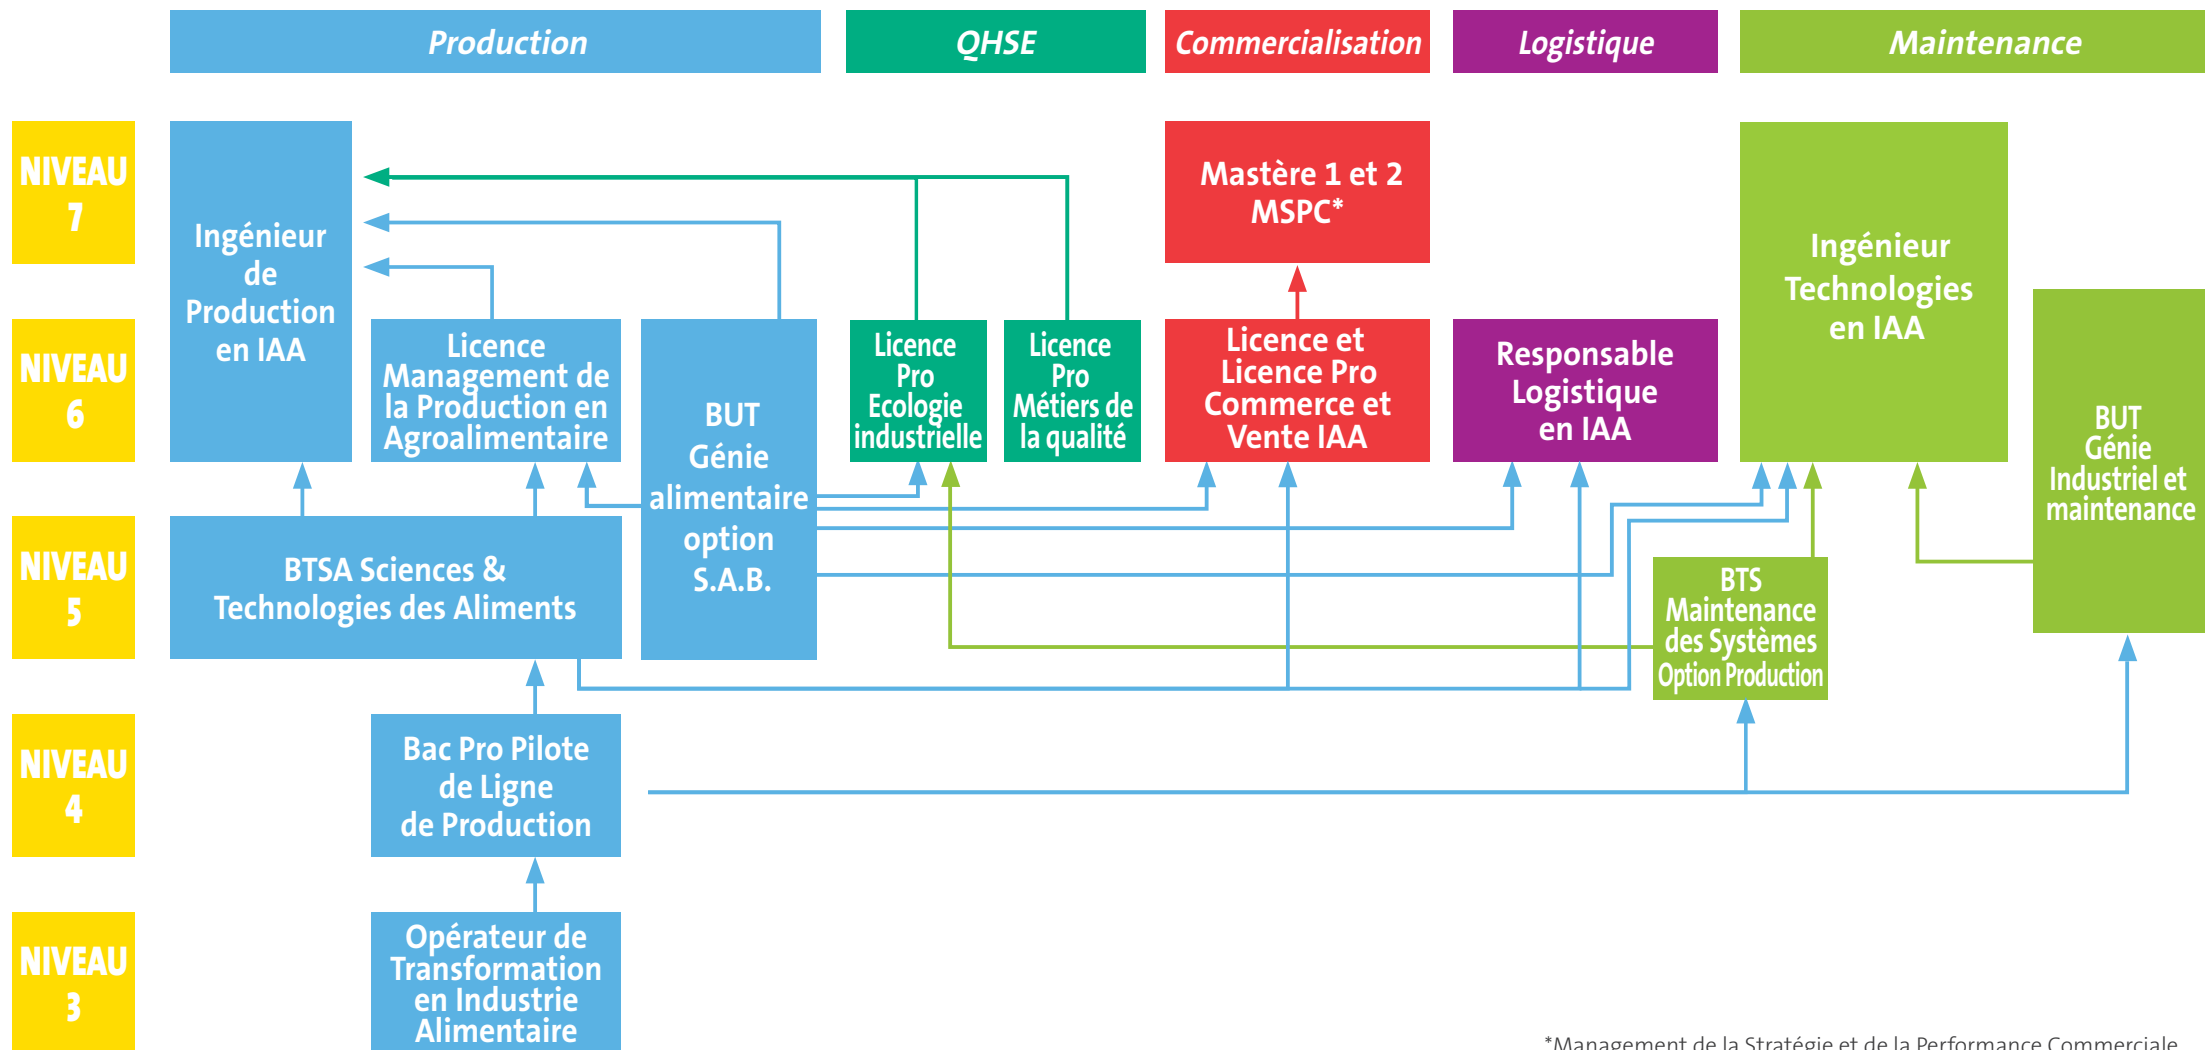 Production
QHSE
Commercialisation
Logistique
Maintenance
NIVEAU
7
Ingénieur
de
Production
en IAA
Mastère 1 et 2
MSPC*
Ingénieur
Technologies
en IAA
NIVEAU
6
Licence
Management de
la Production en
Agroalimentaire
BUT
Génie
alimentaire
option
S.A.B.
Licence
Pro
Ecologie
industrielle
Licence
Pro
Métiers de
la qualité
Licence et
Licence Pro
Commerce et
Vente IAA
Responsable
Logistique
en IAA
BUT
Génie
Industriel et
maintenance
NIVEAU
5
BTSA Sciences &
Technologies des Aliments
BTS
Maintenance
des Systèmes
Option Production
NIVEAU
4
Bac Pro Pilote
de Ligne
de Production
NIVEAU
3
Opérateur de
Transformation
en Industrie
Alimentaire
*Management de la Stratégie et de la Performance Commerciale